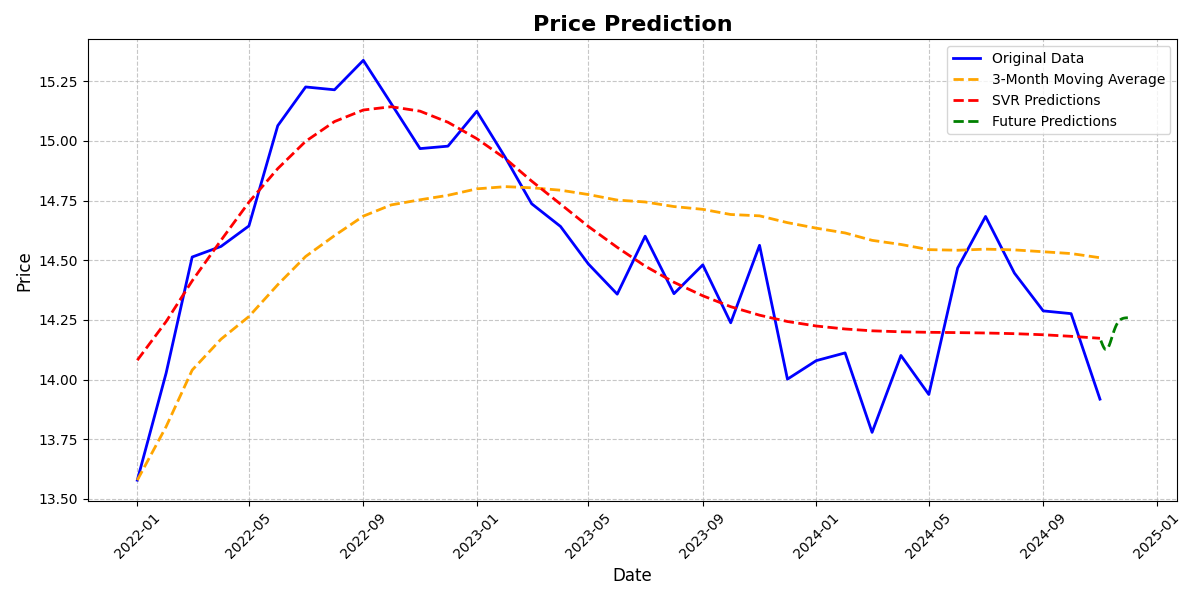 Price Prediction
Original Data
3-Month Moving Average
SVR Predictions
Future Predictions
Price
15.25
15.00
14.75
14.50
14.25
14.00
13.75
13.50
2022-01
2022-05
2022-09
2023-01
2023-05
2023-09
2024-01
2024-05
2024-09
2025-01
Date